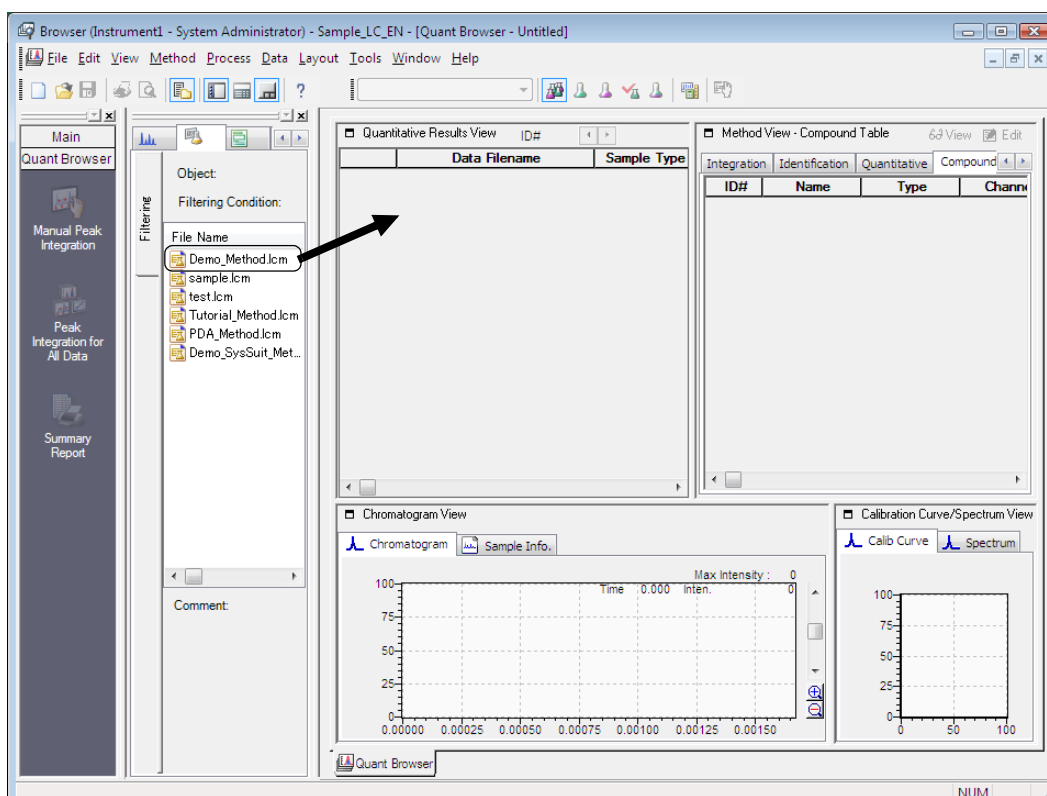 Browser (Instrument1 - System Administrator) - Sample_LC_EN - [Quant Browser - Untitled]
File Edit View Method Process Data Layout Tools Window Help
Main
Quant Browser
Manual Peak
Integration
Peak
Integration for
All Data
Summary
Report
Filtering
Object:
Filtering Condition:
File Name
Demo_Method.lcm
sample.lcm
test.lcm
Tutorial_Method.lcm
PDA_Method.lcm
Demo_SysSuit_Met...
Comment:
Quantitative Results View ID#
Data Filename Sample Type
Method View - Compound Table View Edit
Integration Identification Quantitative Compound
ID# Name Type Chann
Chromatogram View
Chromatogram Sample Info.
Max Intensity : 0
Time 0.000 Inten. 0
100
75
50
25
0
0.00000 0.00025 0.00050 0.00075 0.00100 0.00125 0.00150
Calibration Curve/Spectrum View
Calib Curve Spectrum
100
75
50
25
0
0 50 100
Quant Browser
NUM